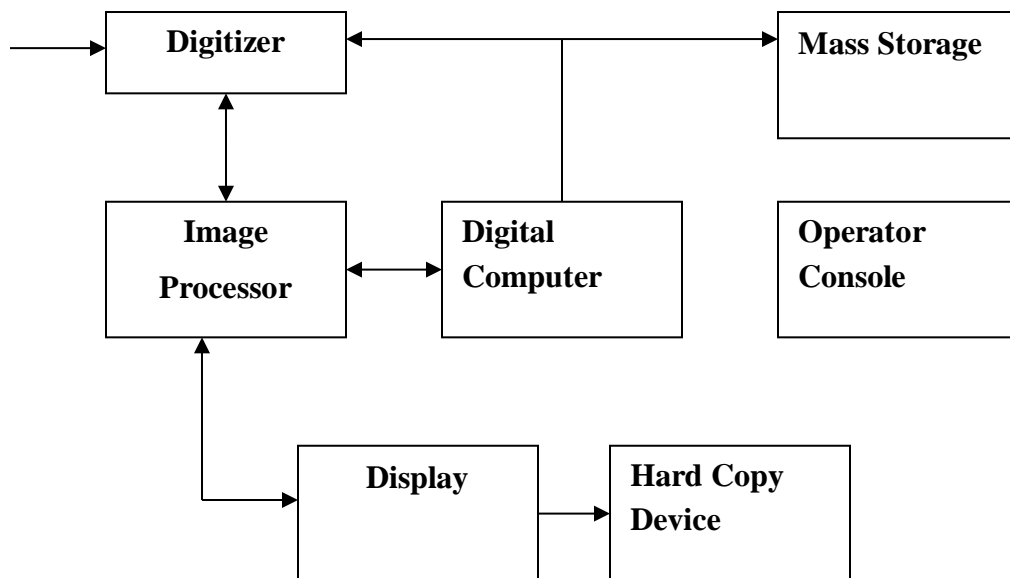 Digitizer
Mass Storage
Image
Processor
Digital
Computer
Operator
Console
Display
Hard Copy
Device